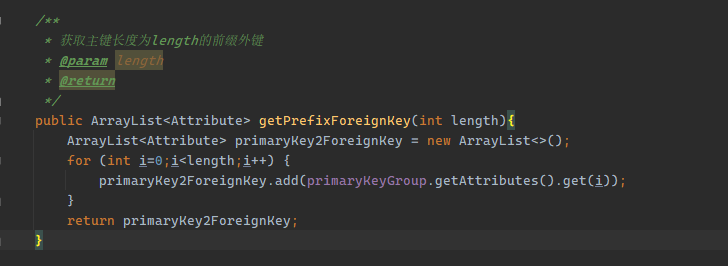 /**
 * 获取主键长度为length的前缀外键
 * @param length
 * @return
 */
public ArrayList<Attribute> getPrefixForeignKey(int length){
    ArrayList<Attribute> primaryKey2ForeignKey = new ArrayList<>();
    for (int i=0;i<length;i++) {
        primaryKey2ForeignKey.add(primaryKeyGroup.getAttributes().get(i));
    }
    return primaryKey2ForeignKey;
}